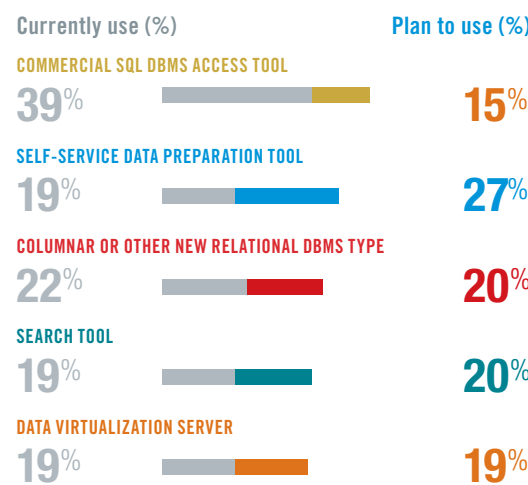 Currently use (%) Plan to use (%)
COMMERCIAL SQL DBMS ACCESS TOOL
39% 15%
SELF-SERVICE DATA PREPARATION TOOL
19% 27%
COLUMNAR OR OTHER NEW RELATIONAL DBMS TYPE
22% 20%
SEARCH TOOL
19% 20%
DATA VIRTUALIZATION SERVER
19% 19%